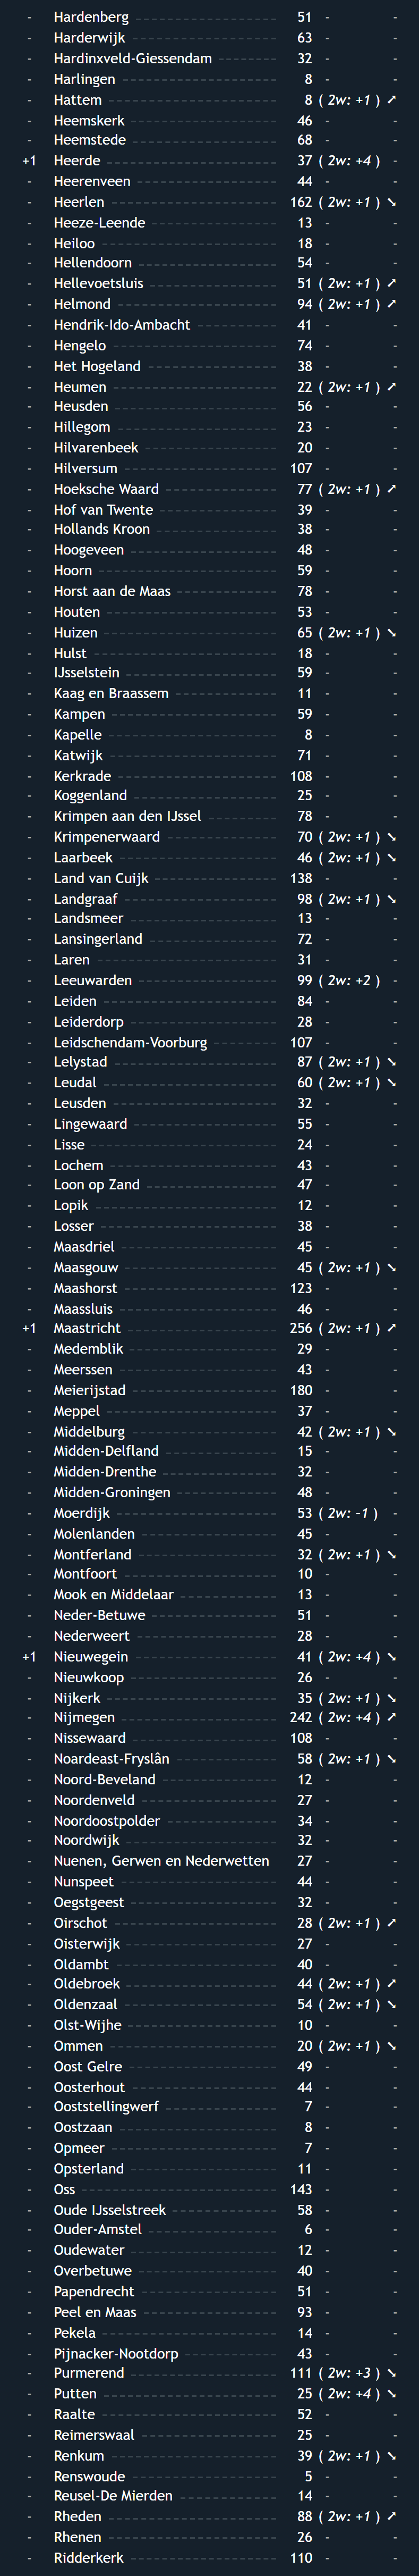 - Hardenberg 51 - -
- Harderwijk 63 - -
- Hardinxveld-Giessendam 32 - -
- Harlingen 8 - -
- Hattem 8 ( 2w: +1 ) ➚
- Heemskerk 46 - -
- Heemstede 68 - -
+1 Heerde 37 ( 2w: +4 ) -
- Heerenveen 44 - -
- Heerlen 162 ( 2w: +1 ) ➘
- Heeze-Leende 13 - -
- Heiloo 18 - -
- Hellendoorn 54 - -
- Hellevoetsluis 51 ( 2w: +1 ) ➚
- Helmond 94 ( 2w: +1 ) ➚
- Hendrik-Ido-Ambacht 41 - -
- Hengelo 74 - -
- Het Hogeland 38 - -
- Heumen 22 ( 2w: +1 ) ➚
- Heusden 56 - -
- Hillegom 23 - -
- Hilvarenbeek 20 - -
- Hilversum 107 - -
- Hoeksche Waard 77 ( 2w: +1 ) ➚
- Hof van Twente 39 - -
- Hollands Kroon 38 - -
- Hoogeveen 48 - -
- Hoorn 59 - -
- Horst aan de Maas 78 - -
- Houten 53 - -
- Huizen 65 ( 2w: +1 ) ➘
- Hulst 18 - -
- IJsselstein 59 - -
- Kaag en Braassem 11 - -
- Kampen 59 - -
- Kapelle 8 - -
- Katwijk 71 - -
- Kerkrade 108 - -
- Koggenland 25 - -
- Krimpen aan den IJssel 78 - -
- Krimpenerwaard 70 ( 2w: +1 ) ➘
- Laarbeek 46 ( 2w: +1 ) ➘
- Land van Cuijk 138 - -
- Landgraaf 98 ( 2w: +1 ) ➘
- Landsmeer 13 - -
- Lansingerland 72 - -
- Laren 31 - -
- Leeuwarden 99 ( 2w: +2 ) -
- Leiden 84 - -
- Leiderdorp 28 - -
- Leidschendam-Voorburg 107 - -
- Lelystad 87 ( 2w: +1 ) ➘
- Leudal 60 ( 2w: +1 ) ➘
- Leusden 32 - -
- Lingewaard 55 - -
- Lisse 24 - -
- Lochem 43 - -
- Loon op Zand 47 - -
- Lopik 12 - -
- Losser 38 - -
- Maasdriel 45 - -
- Maasgouw 45 ( 2w: +1 ) ➘
- Maashorst 123 - -
- Maassluis 46 - -
+1 Maastricht 256 ( 2w: +1 ) ➚
- Medemblik 29 - -
- Meerssen 43 - -
- Meierijstad 180 - -
- Meppel 37 - -
- Middelburg 42 ( 2w: +1 ) ➘
- Midden-Delfland 15 - -
- Midden-Drenthe 32 - -
- Midden-Groningen 48 - -
- Moerdijk 53 ( 2w: -1 ) -
- Molenlanden 45 - -
- Montferland 32 ( 2w: +1 ) ➘
- Montfoort 10 - -
- Mook en Middelaar 13 - -
- Neder-Betuwe 51 - -
- Nederweert 28 - -
+1 Nieuwegein 41 ( 2w: +4 ) ➘
- Nieuwkoop 26 - -
- Nijkerk 35 ( 2w: +1 ) ➘
- Nijmegen 242 ( 2w: +4 ) ➚
- Nissewaard 108 - -
- Noardeast-Fryslân 58 ( 2w: +1 ) ➘
- Noord-Beveland 12 - -
- Noordenveld 27 - -
- Noordoostpolder 34 - -
- Noordwijk 32 - -
- Nuenen, Gerwen en Nederwetten 27 - -
- Nunspeet 44 - -
- Oegstgeest 32 - -
- Oirschot 28 ( 2w: +1 ) ➚
- Oisterwijk 27 - -
- Oldambt 40 - -
- Oldebroek 44 ( 2w: +1 ) ➚
- Oldenzaal 54 ( 2w: +1 ) ➘
- Olst-Wijhe 10 - -
- Ommen 20 ( 2w: +1 ) ➘
- Oost Gelre 49 - -
- Oosterhout 44 - -
- Ooststellingwerf 7 - -
- Oostzaan 8 - -
- Opmeer 7 - -
- Opsterland 11 - -
- Oss 143 - -
- Oude IJsselstreek 58 - -
- Ouder-Amstel 6 - -
- Oudewater 12 - -
- Overbetuwe 40 - -
- Papendrecht 51 - -
- Peel en Maas 93 - -
- Pekela 14 - -
- Pijnacker-Nootdorp 43 - -
- Purmerend 111 ( 2w: +3 ) ➘
- Putten 25 ( 2w: +4 ) ➘
- Raalte 52 - -
- Reimerswaal 25 - -
- Renkum 39 ( 2w: +1 ) ➘
- Renswoude 5 - -
- Reusel-De Mierden 14 - -
- Rheden 88 ( 2w: +1 ) ➚
- Rhenen 26 - -
- Ridderkerk 110 - -